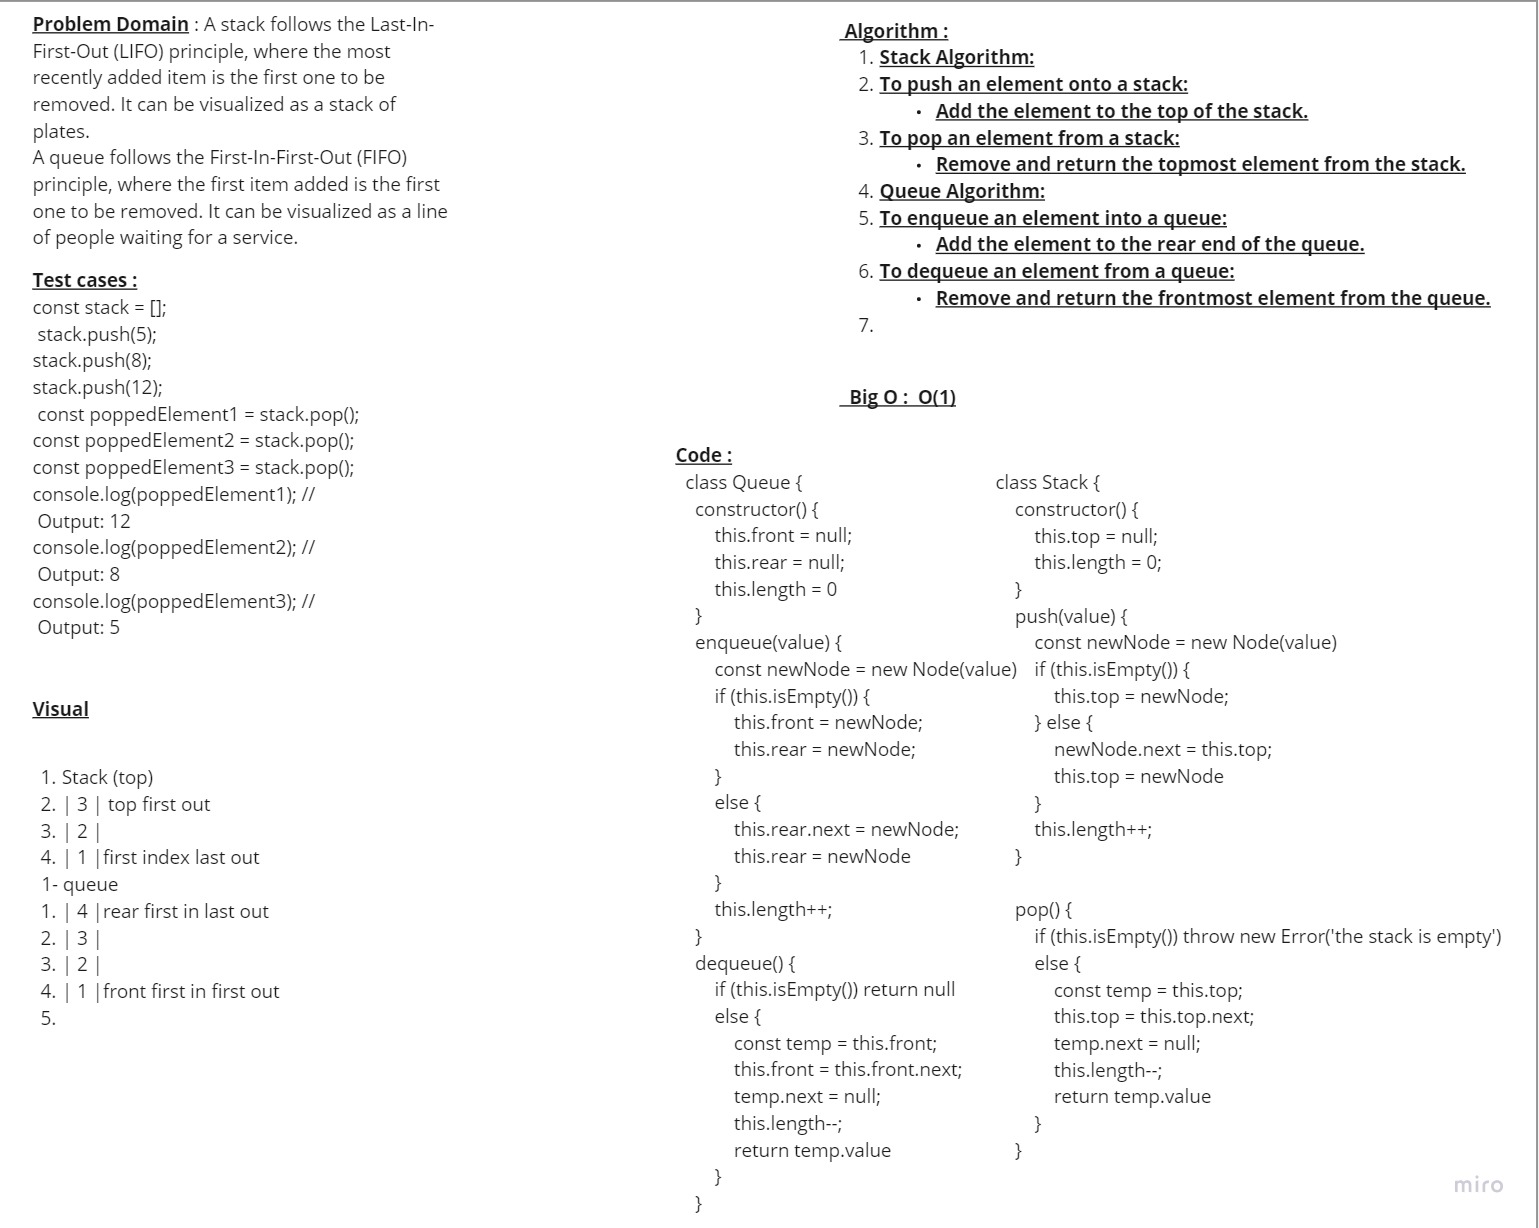 Problem Domain : A stack follows the Last-In-
First-Out (LIFO) principle, where the most
recently added item is the first one to be
removed. It can be visualized as a stack of
plates.
A queue follows the First-In-First-Out (FIFO)
principle, where the first item added is the first
one to be removed. It can be visualized as a line
of people waiting for a service.
Test cases :
const stack = [];
stack.push(5);
stack.push(8);
stack.push(12);
const poppedElement1 = stack.pop();
const poppedElement2 = stack.pop();
const poppedElement3 = stack.pop();
console.log(poppedElement1); //
Output: 12
console.log(poppedElement2); //
Output: 8
console.log(poppedElement3); //
Output: 5
Visual
1. Stack (top)
2. | 3 | top first out
3. | 2 |
4. | 1 |first index last out
1- queue
1. | 4 |rear first in last out
2. | 3 |
3. | 2 |
4. | 1 |front first in first out
5.
Algorithm :
1. Stack Algorithm:
2. To push an element onto a stack:
• Add the element to the top of the stack.
3. To pop an element from a stack:
• Remove and return the topmost element from the stack.
4. Queue Algorithm:
5. To enqueue an element into a queue:
• Add the element to the rear end of the queue.
6. To dequeue an element from a queue:
• Remove and return the frontmost element from the queue.
7.
Big O : O(1)
Code :
class Queue {
constructor() {
this.front = null;
this.rear = null;
this.length = 0
}
enqueue(value) {
const newNode = new Node(value)
if (this.isEmpty()) {
this.front = newNode;
this.rear = newNode;
}
else {
this.rear.next = newNode;
this.rear = newNode
}
this.length++;
}
dequeue() {
if (this.isEmpty()) return null
else {
const temp = this.front;
this.front = this.front.next;
temp.next = null;
this.length--;
return temp.value
}
}
class Stack {
constructor() {
this.top = null;
this.length = 0;
}
push(value) {
const newNode = new Node(value)
if (this.isEmpty()) {
this.top = newNode;
} else {
newNode.next = this.top;
this.top = newNode
}
this.length++;
}
pop() {
if (this.isEmpty()) throw new Error('the stack is empty')
else {
const temp = this.top;
this.top = this.top.next;
temp.next = null;
this.length--;
return temp.value
}
}
miro